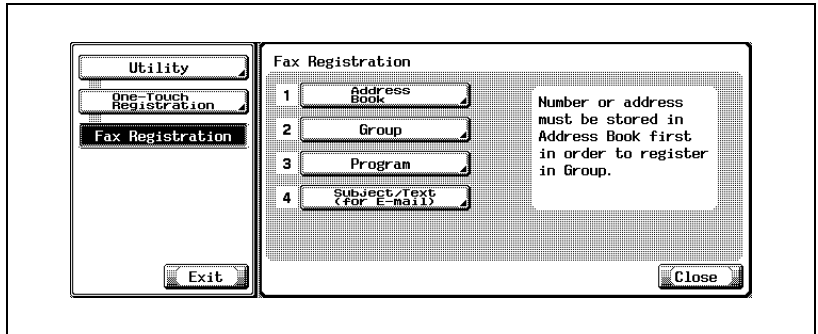 Utility
One-Touch
Registration
Fax Registration
Exit
Fax Registration
1 Address
Book
2 Group
3 Program
4 Subject/Text
(for E-mail)
Number or address
must be stored in
Address Book first
in order to register
in Group.
Close